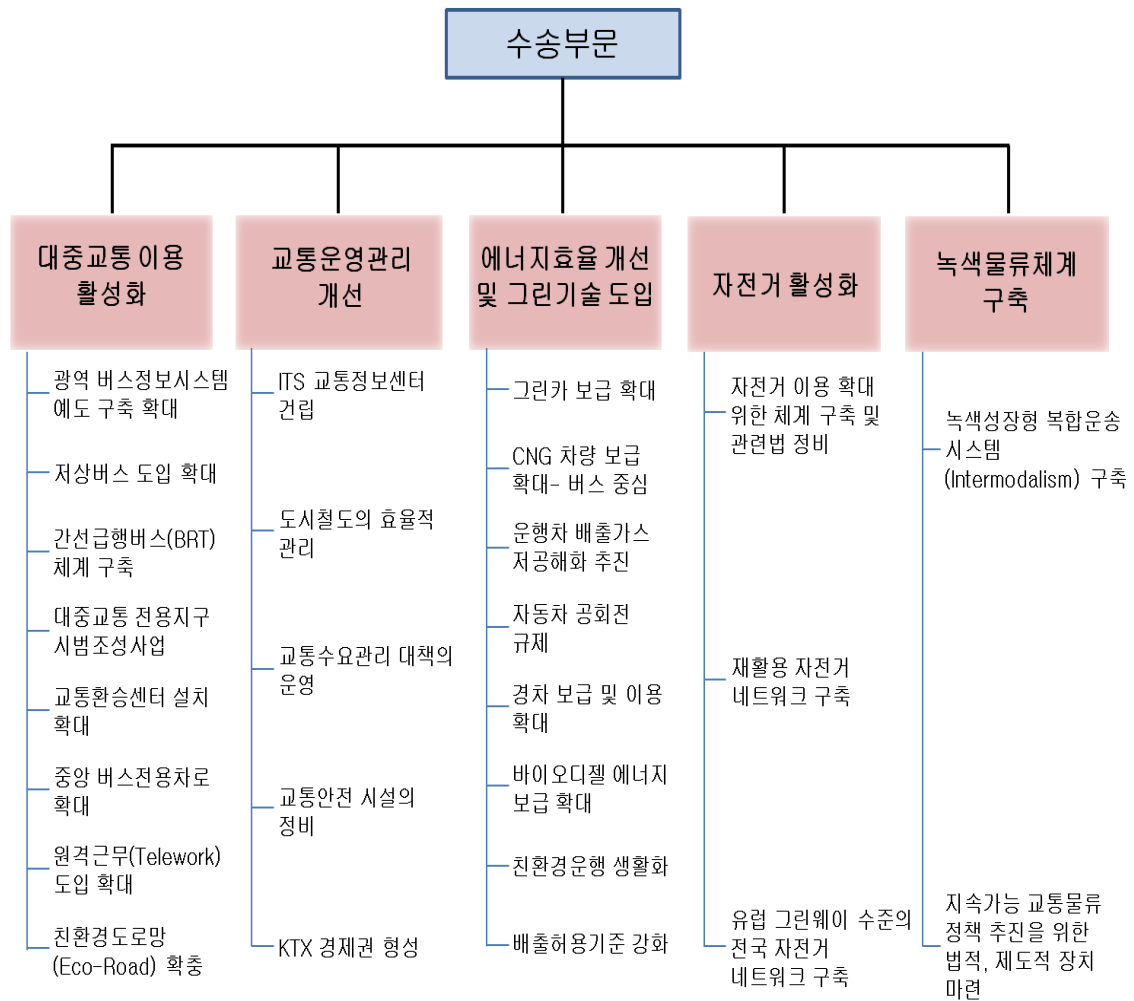 수송부문
대중교통 이용
활성화
광역 버스정보시스템
예도 구축 확대
저상버스 도입 확대
간선급행버스(BRT)
체계 구축
대중교통 전용지구
시범조성사업
교통환승센터 설치
확대
중앙 버스전용차로
확대
원격근무(Telework)
도입 확대
친환경도로망
(Eco-Road) 확충
교통운영관리
개선
ITS 교통정보센터
건립
도시철도의 효율적
관리
교통수요관리 대책의
운영
교통안전 시설의
정비
KTX 경제권 형성
에너지효율 개선
및 그린기술 도입
그린카 보급 확대
CNG 차량 보급
확대- 버스 중심
운행차 배출가스
저공해화 추진
자동차 공회전
규제
경차 보급 및 이용
확대
바이오디젤 에너지
보급 확대
친환경운행 생활화
배출허용기준 강화
자전거 활성화
자전거 이용 확대
위한 체계 구축 및
관련법 정비
재활용 자전거
네트워크 구축
유럽 그린웨이 수준의
전국 자전거
네트워크 구축
녹색물류체계
구축
녹색성장형 복합운송
시스템
(Intermodalism) 구축
지속가능 교통물류
정책 추진을 위한
법적, 제도적 장치
마련